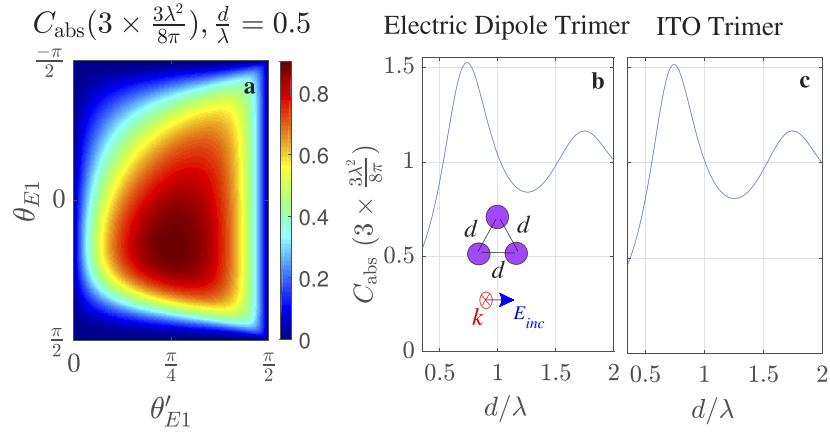 C_abs(3 × 3λ²/8π), d/λ = 0.5
Electric Dipole Trimer
ITO Trimer
a
−π/2
0
π/2
θ_E1
0
π/4
π/2
θ′_E1
0.8
0.6
0.4
0.2
0
b
C_abs (3 × 3λ²/8π)
1.5
1
0.5
0
d
d
d
k
E_inc
0.5
1
1.5
2
d/λ
c
0.5
1
1.5
2
d/λ